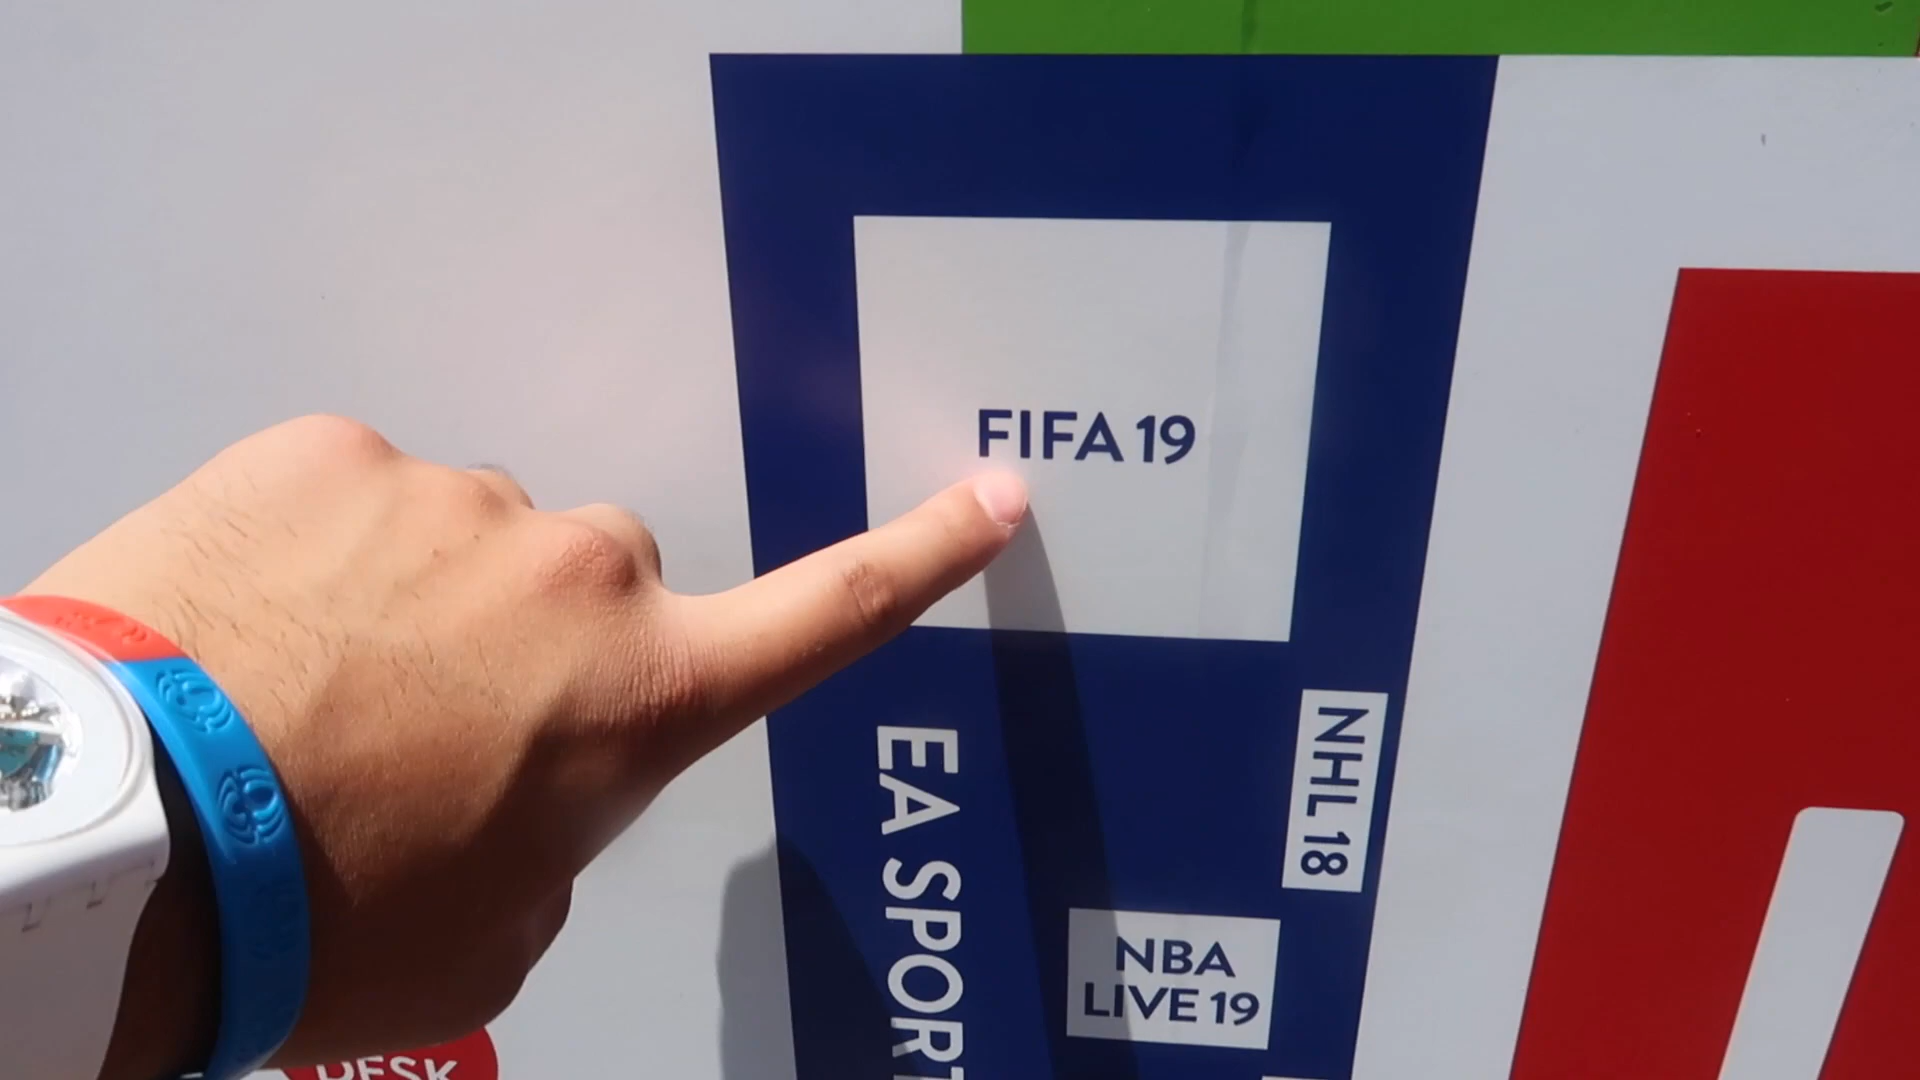 FIFA 19
NHL 18
EA SPORT
NBA
LIVE 19
DESK